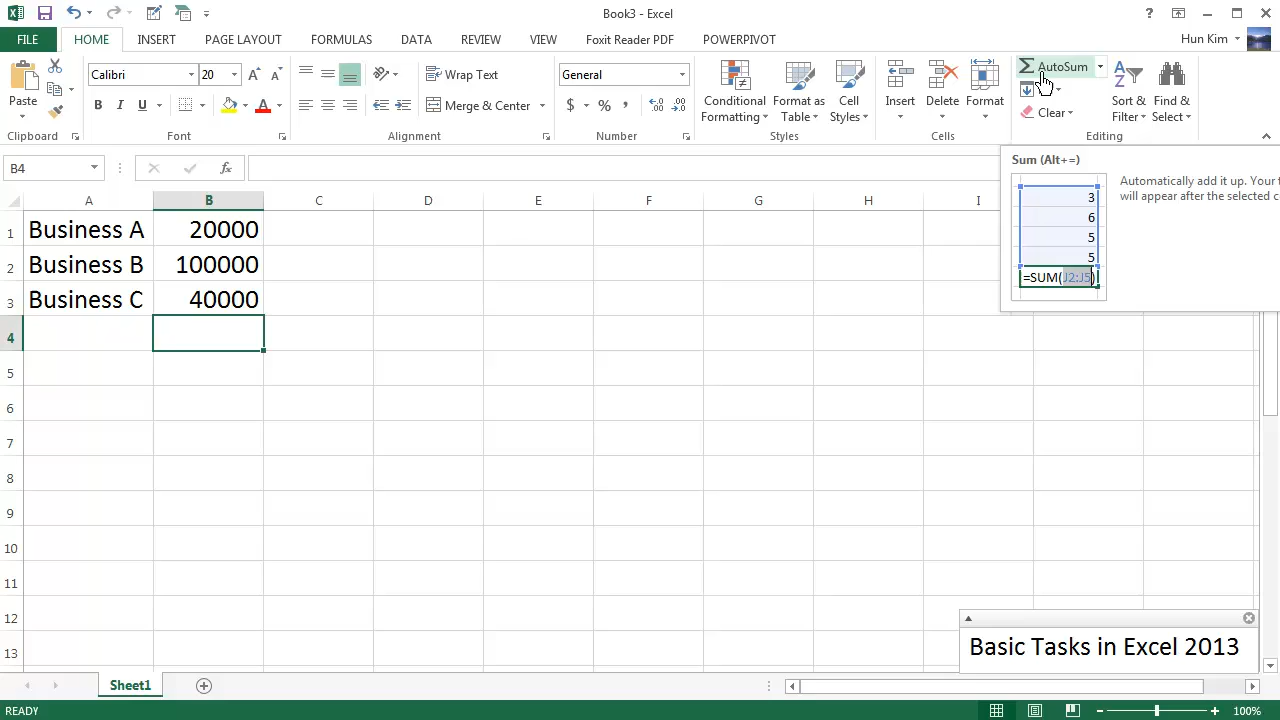 Book3 - Excel
?
FILE
HOME
INSERT
PAGE LAYOUT
FORMULAS
DATA
REVIEW
VIEW
Foxit Reader PDF
POWERPIVOT
Hun Kim
Paste
Clipboard
Calibri
20
A A
B I U A
Font
Wrap Text
Merge & Center
Alignment
General
$ % ,
Number
Conditional Formatting
Format as Table
Cell Styles
Styles
Insert
Delete
Format
Cells
AutoSum
Clear
Sort & Filter
Find & Select
Editing
B4
fx
Sum (Alt+=)
Automatically add it up. Your
will appear after the selected
3
6
5
5
=SUM(J2:J5)
A B C D E F G H I
1 Business A 20000
2 Business B 100000
3 Business C 40000
4
5
6
7
8
9
10
11
12
13
Basic Tasks in Excel 2013
Sheet1
READY
100%